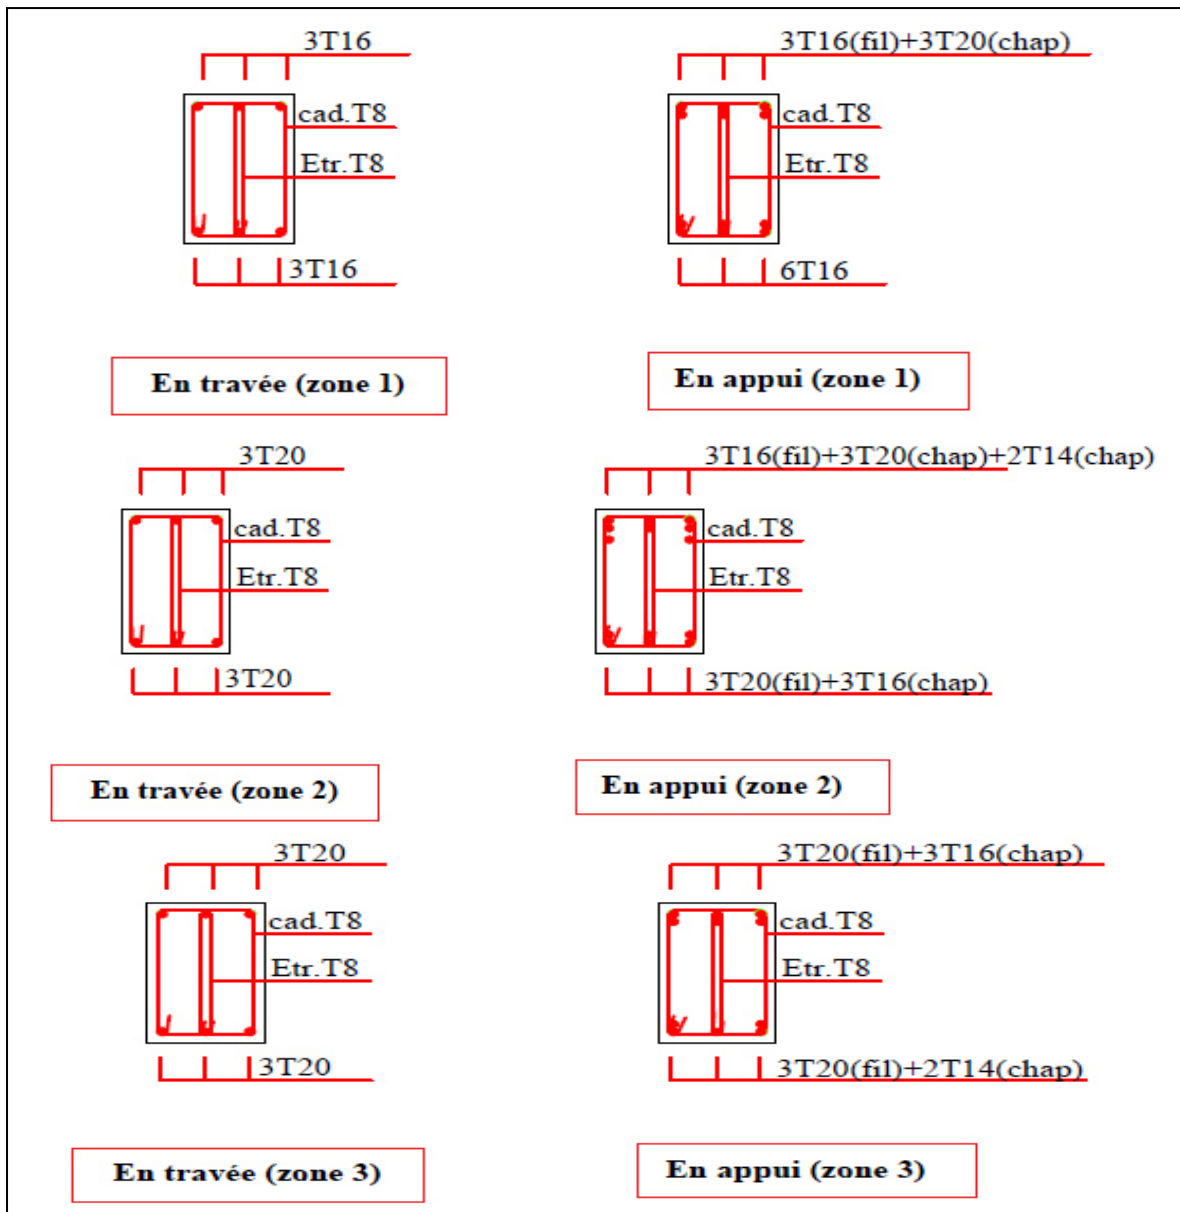 3T16
cad.T8
Etr.T8
3T16
En travée (zone 1)
3T16(fil)+3T20(chap)
cad.T8
Etr.T8
6T16
En appui (zone 1)
3T20
cad.T8
Etr.T8
3T20
En travée (zone 2)
3T16(fil)+3T20(chap)+2T14(chap)
cad.T8
Etr.T8
3T20(fil)+3T16(chap)
En appui (zone 2)
3T20
cad.T8
Etr.T8
3T20
En travée (zone 3)
3T20(fil)+3T16(chap)
cad.T8
Etr.T8
3T20(fil)+2T14(chap)
En appui (zone 3)